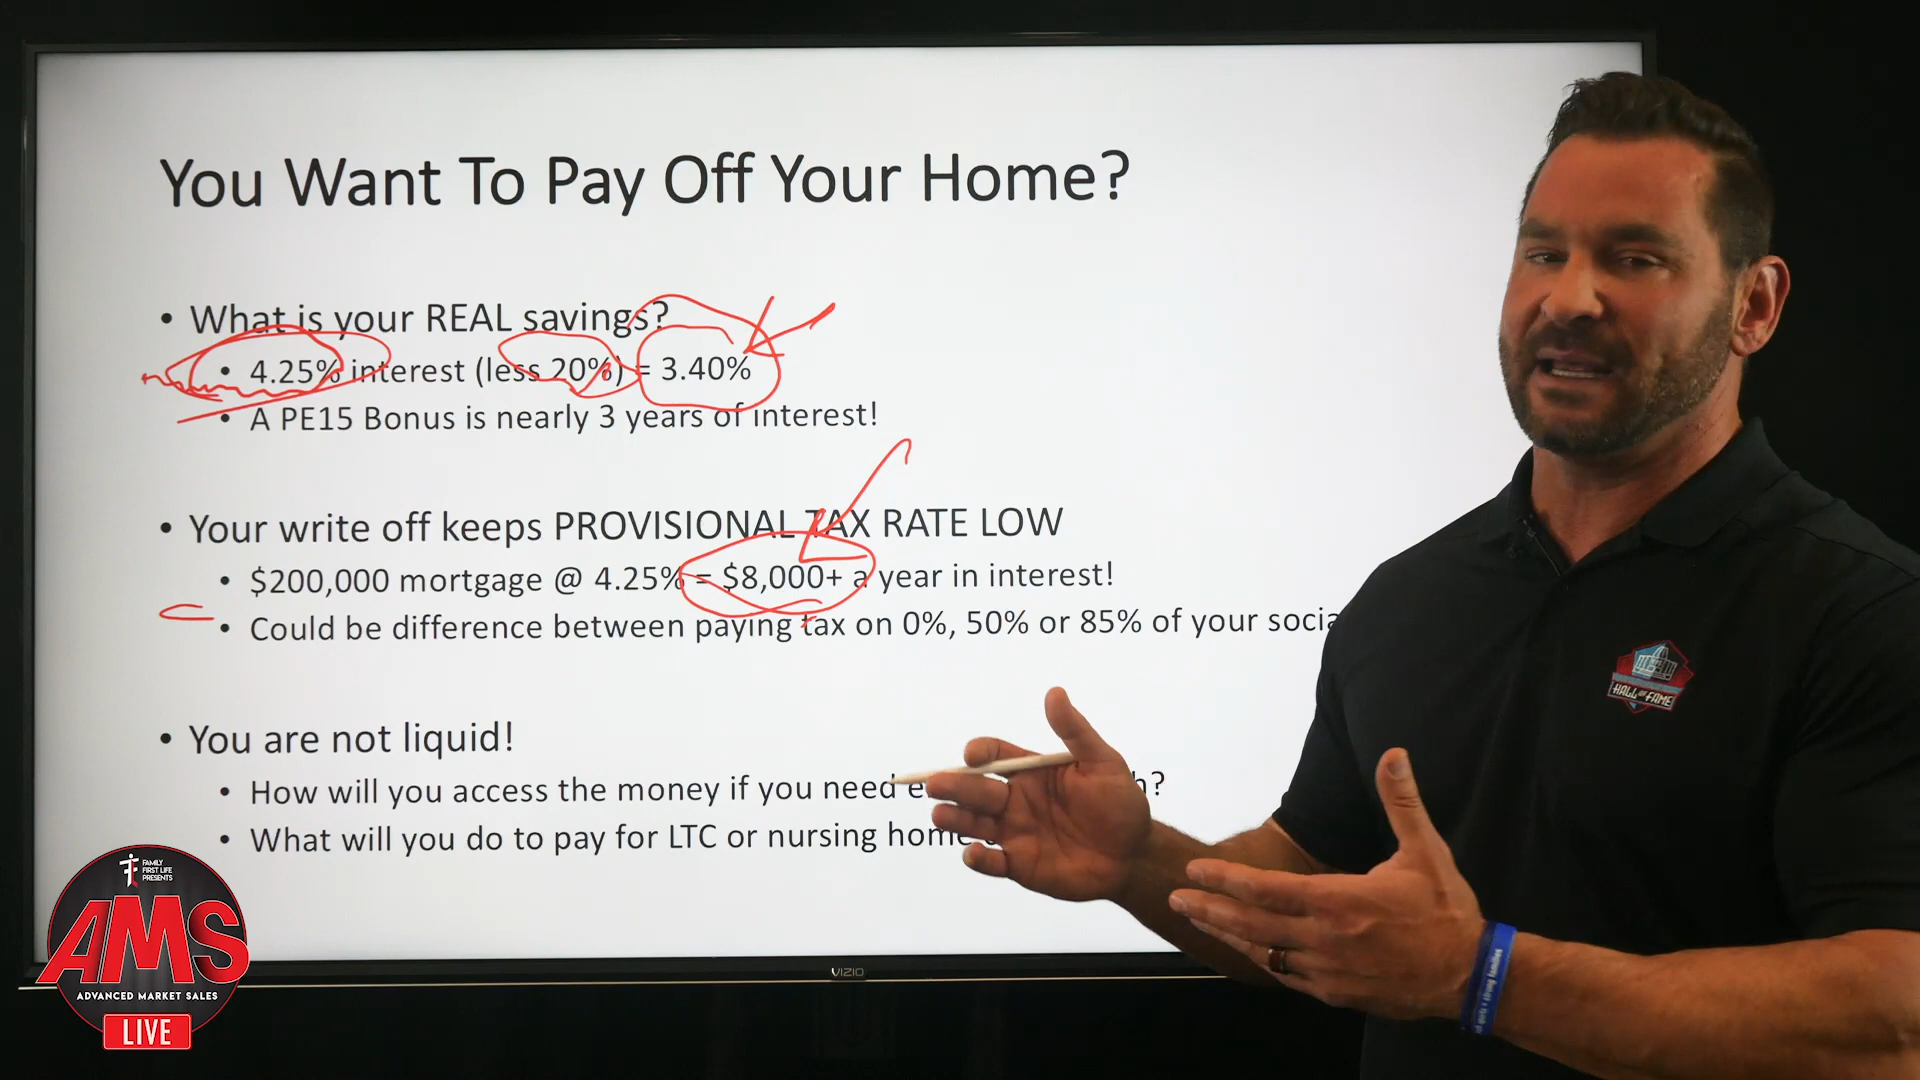 You Want To Pay Off Your Home?
• What is your REAL savings?
• 4.25% interest (less 20%) = 3.40%
• A PE15 Bonus is nearly 3 years of interest!
• Your write off keeps PROVISIONAL TAX RATE LOW
• $200,000 mortgage @ 4.25% = $8,000+ a year in interest!
• Could be difference between paying tax on 0%, 50% or 85% of your
• You are not liquid!
• How will you access the money if you need
• What will you do to pay for LTC or nursing home
VIZIO
HALL OF FAME
FAMILY
FIRST LIFE
PRESENTS
AMS
ADVANCED MARKET SALES
LIVE